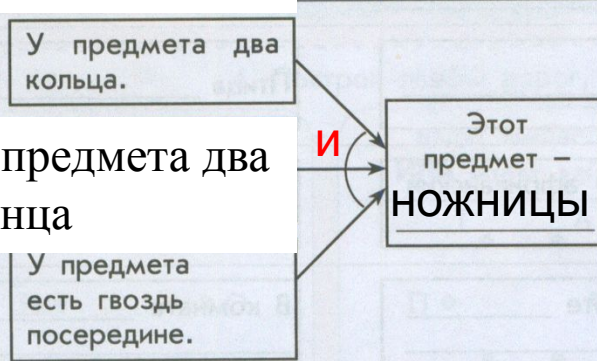 У предмета два
кольца.
предмета два
нца
У предмета
есть гвоздь
посередине.
и
Этот
предмет –
ножницы